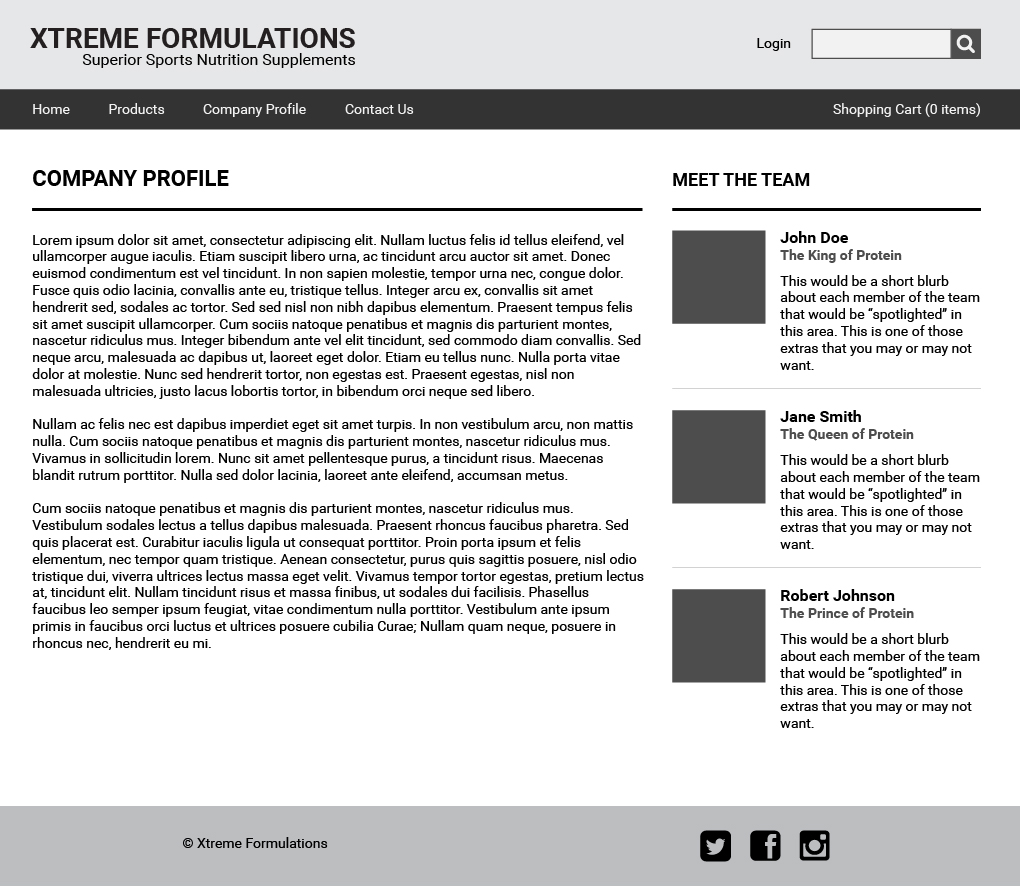 XTREME FORMULATIONS
Superior Sports Nutrition Supplements
Login
Home Products Company Profile Contact Us Shopping Cart (0 items)
COMPANY PROFILE
Lorem ipsum dolor sit amet, consectetur adipiscing elit. Nullam luctus felis id tellus eleifend, vel
ullamcorper augue iaculis. Etiam suscipit libero urna, ac tincidunt arcu auctor sit amet. Donec
euismod condimentum est vel tincidunt. In non sapien molestie, tempor urna nec, congue dolor.
Fusce quis odio lacinia, convallis ante eu, tristique tellus. Integer arcu ex, convallis sit amet
hendrerit sed, sodales ac tortor. Sed sed nisl non nibh dapibus elementum. Praesent tempus felis
sit amet suscipit ullamcorper. Cum sociis natoque penatibus et magnis dis parturient montes,
nascetur ridiculus mus. Integer bibendum ante vel elit tincidunt, sed commodo diam convallis. Sed
neque arcu, malesuada ac dapibus ut, laoreet eget dolor. Etiam eu tellus nunc. Nulla porta vitae
dolor at molestie. Nunc sed hendrerit tortor, non egestas est. Praesent egestas, nisl non
malesuada ultricies, justo lacus lobortis tortor, in bibendum orci neque sed libero.
Nullam ac felis nec est dapibus imperdiet eget sit amet turpis. In non vestibulum arcu, non mattis
nulla. Cum sociis natoque penatibus et magnis dis parturient montes, nascetur ridiculus mus.
Vivamus in sollicitudin lorem. Nunc sit amet pellentesque purus, a tincidunt risus. Maecenas
blandit rutrum porttitor. Nulla sed dolor lacinia, laoreet ante eleifend, accumsan metus.
Cum sociis natoque penatibus et magnis dis parturient montes, nascetur ridiculus mus.
Vestibulum sodales lectus a tellus dapibus malesuada. Praesent rhoncus faucibus pharetra. Sed
quis placerat est. Curabitur iaculis ligula ut consequat porttitor. Proin porta ipsum et felis
elementum, nec tempor quam tristique. Aenean consectetur, purus quis sagittis posuere, nisl odio
tristique dui, viverra ultrices lectus massa eget velit. Vivamus tempor tortor egestas, pretium lectus
at, tincidunt elit. Nullam tincidunt risus et massa finibus, ut sodales dui facilisis. Phasellus
faucibus leo semper ipsum feugiat, vitae condimentum nulla porttitor. Vestibulum ante ipsum
primis in faucibus orci luctus et ultrices posuere cubilia Curae; Nullam quam neque, posuere in
rhoncus nec, hendrerit eu mi.
MEET THE TEAM
John Doe
The King of Protein
This would be a short blurb
about each member of the team
that would be “spotlighted” in
this area. This is one of those
extras that you may or may not
want.
Jane Smith
The Queen of Protein
This would be a short blurb
about each member of the team
that would be “spotlighted” in
this area. This is one of those
extras that you may or may not
want.
Robert Johnson
The Prince of Protein
This would be a short blurb
about each member of the team
that would be “spotlighted” in
this area. This is one of those
extras that you may or may not
want.
© Xtreme Formulations